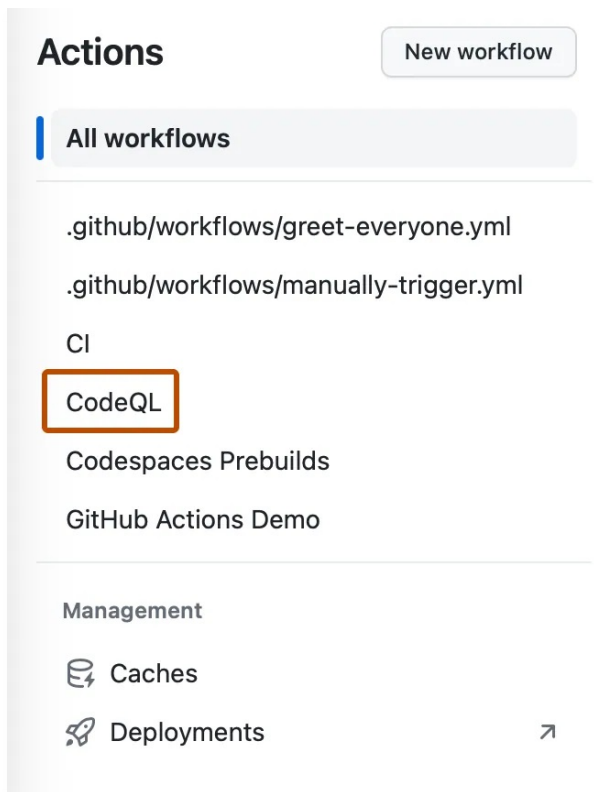 Actions
New workflow
All workflows
.github/workflows/greet-everyone.yml
.github/workflows/manually-trigger.yml
CI
CodeQL
Codespaces Prebuilds
GitHub Actions Demo
Management
Caches
Deployments